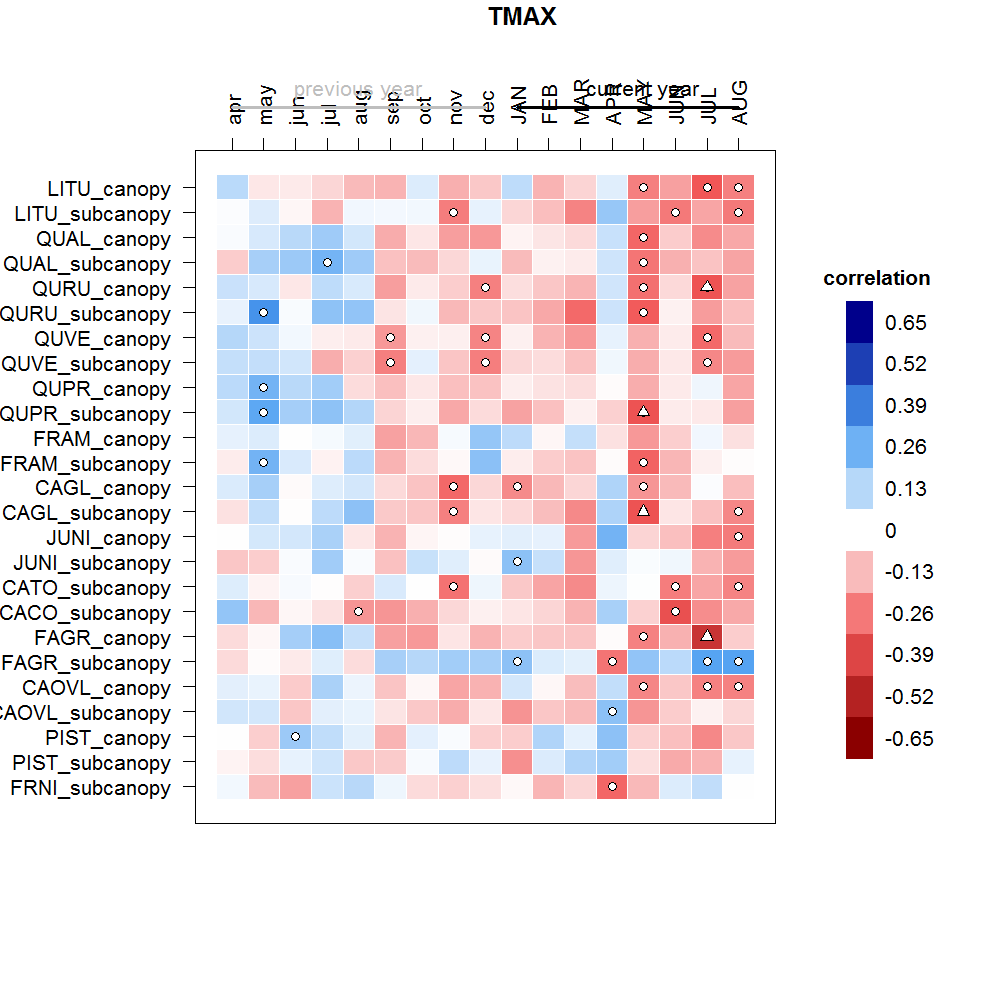 TMAX
previous year
current year
apr may jun jul aug sep oct nov dec JAN FEB MAR APR MAY JUN JUL AUG
LITU_canopy
LITU_subcanopy
QUAL_canopy
QUAL_subcanopy
QURU_canopy
QURU_subcanopy
QUVE_canopy
QUVE_subcanopy
QUPR_canopy
QUPR_subcanopy
FRAM_canopy
FRAM_subcanopy
CAGL_canopy
CAGL_subcanopy
JUNI_canopy
JUNI_subcanopy
CATO_subcanopy
CACO_subcanopy
FAGR_canopy
FAGR_subcanopy
CAOVL_canopy
CAOVL_subcanopy
PIST_canopy
PIST_subcanopy
FRNI_subcanopy
correlation
0.65
0.52
0.39
0.26
0.13
0
-0.13
-0.26
-0.39
-0.52
-0.65